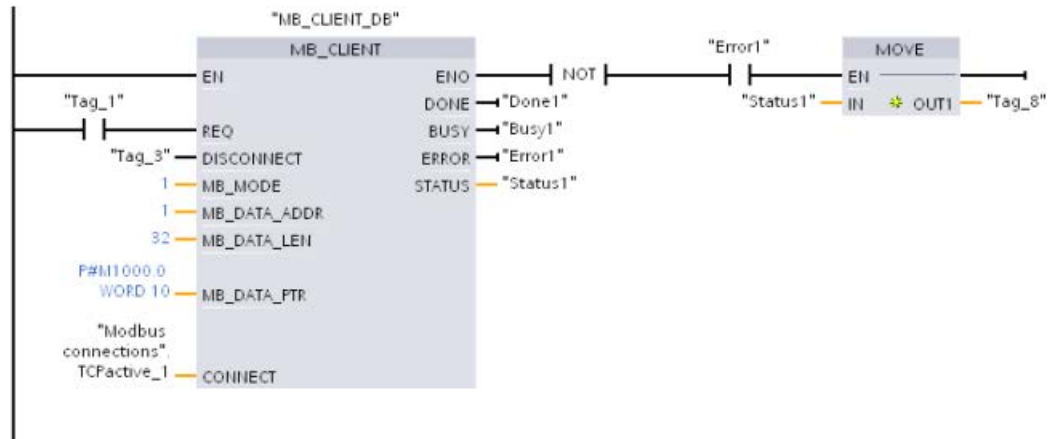 "MB_CLIENT_DB"
MB_CLIENT
EN
ENO
NOT
"Error1"
MOVE
EN
"Status1"
IN
OUT1
"Tag_8"
"Tag_1"
REQ
DONE
"Done1"
BUSY
"Busy1"
"Tag_3"
DISCONNECT
ERROR
"Error1"
1
MB_MODE
STATUS
"Status1"
1
MB_DATA_ADDR
32
MB_DATA_LEN
P#M1000.0
WORD 10
MB_DATA_PTR
"Modbus
connections".
TCPactive_1
CONNECT